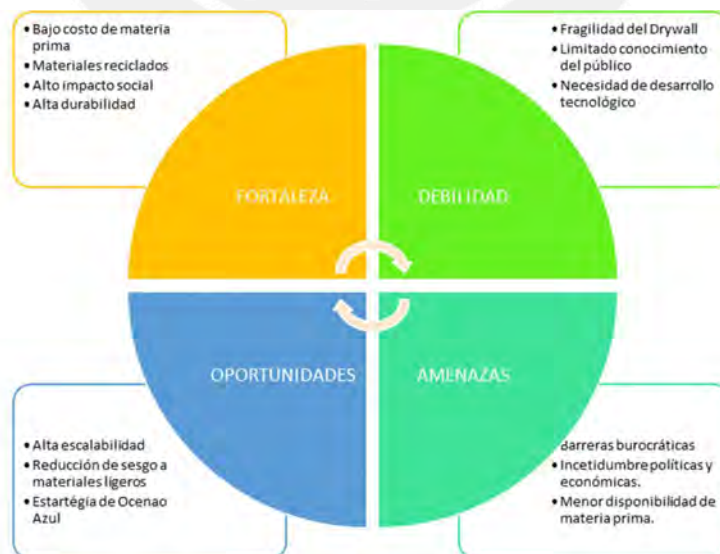 • Bajo costo de materia
prima
• Materiales reciclados
• Alto impacto social
• Alta durabilidad
• Fragilidad del Drywall
• Limitado conocimiento
del público
• Necesidad de desarrollo
tecnológico
FORTALEZA
DEBILIDAD
OPORTUNIDADES
AMENAZAS
• Alta escalabilidad
• Reducción de sesgo a
materiales ligeros
• Estartégia de Ocenao
Azul
Barreras burocráticas
• Incetidumbre políticas y
económicas.
• Menor disponibilidad de
materia prima.